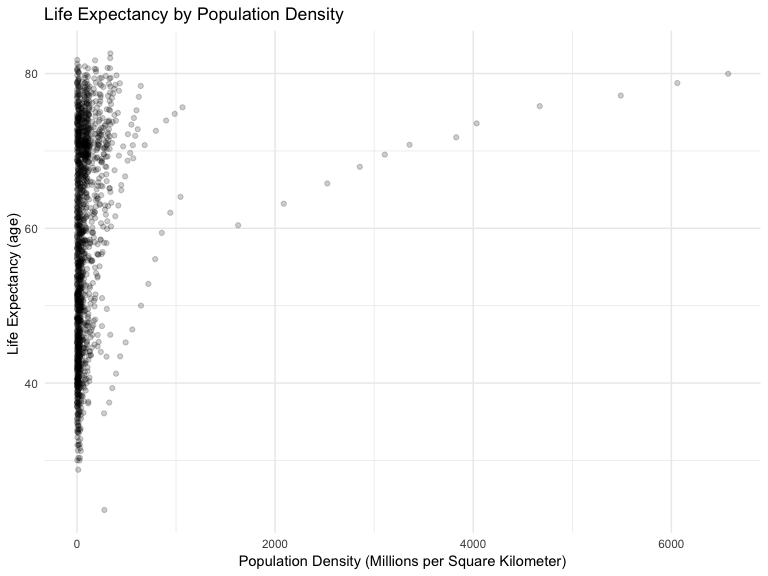 Life Expectancy by Population Density
80
60
40
Life Expectancy (age)
0 2000 4000 6000
Population Density (Millions per Square Kilometer)